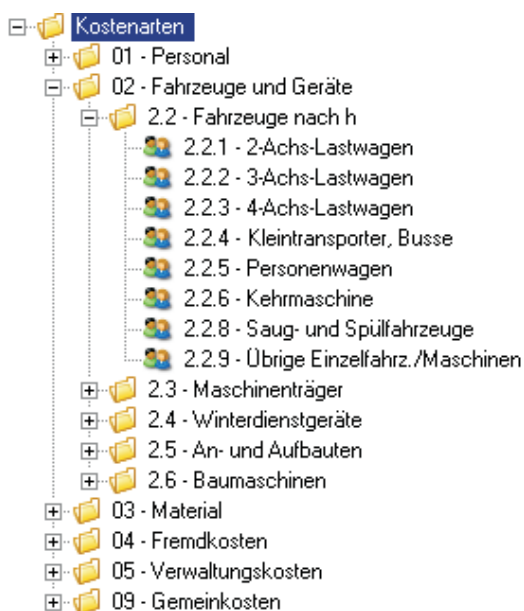 Kostenarten
01 - Personal
02 - Fahrzeuge und Geräte
2.2 - Fahrzeuge nach h
2.2.1 - 2-Achs-Lastwagen
2.2.2 - 3-Achs-Lastwagen
2.2.3 - 4-Achs-Lastwagen
2.2.4 - Kleintransporter, Busse
2.2.5 - Personenwagen
2.2.6 - Kehrmaschine
2.2.8 - Saug- und Spülfahrzeuge
2.2.9 - Übrige Einzelfahrz./Maschinen
2.3 - Maschinenträger
2.4 - Winterdienstgeräte
2.5 - An- und Aufbauten
2.6 - Baumaschinen
03 - Material
04 - Fremdkosten
05 - Verwaltungskosten
09 - Gemeinkosten